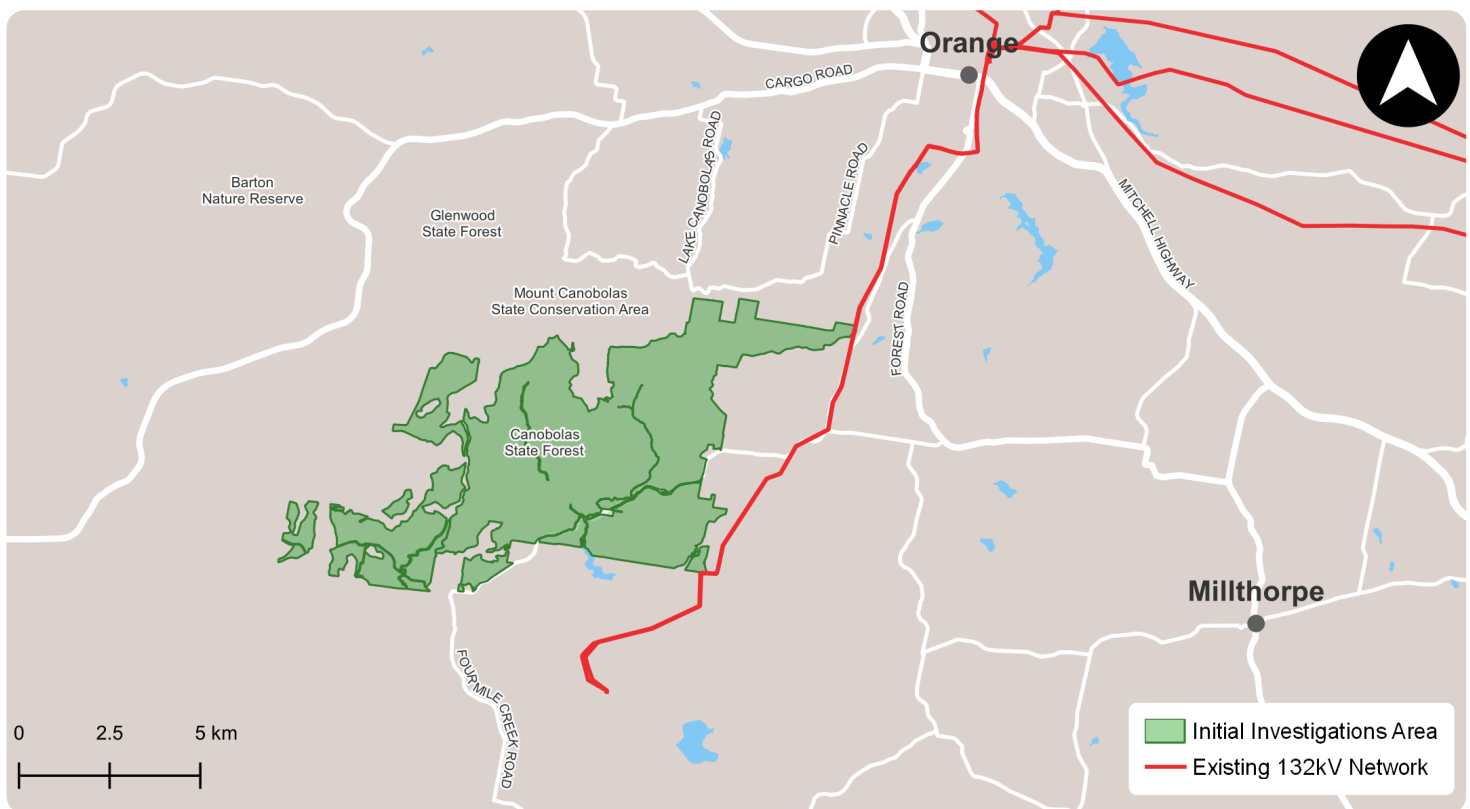 Orange
CARGO ROAD
LAKE CANOBOLAS ROAD
PINNACLE ROAD
Barton
Nature Reserve
Glenwood
State Forest
MITCHELL HIGHWAY
Mount Canobolas
State Conservation Area
FOREST ROAD
Canobolas
State Forest
Millthorpe
FOUR MILE CREEK ROAD
0 2.5 5 km
Initial Investigations Area
Existing 132kV Network